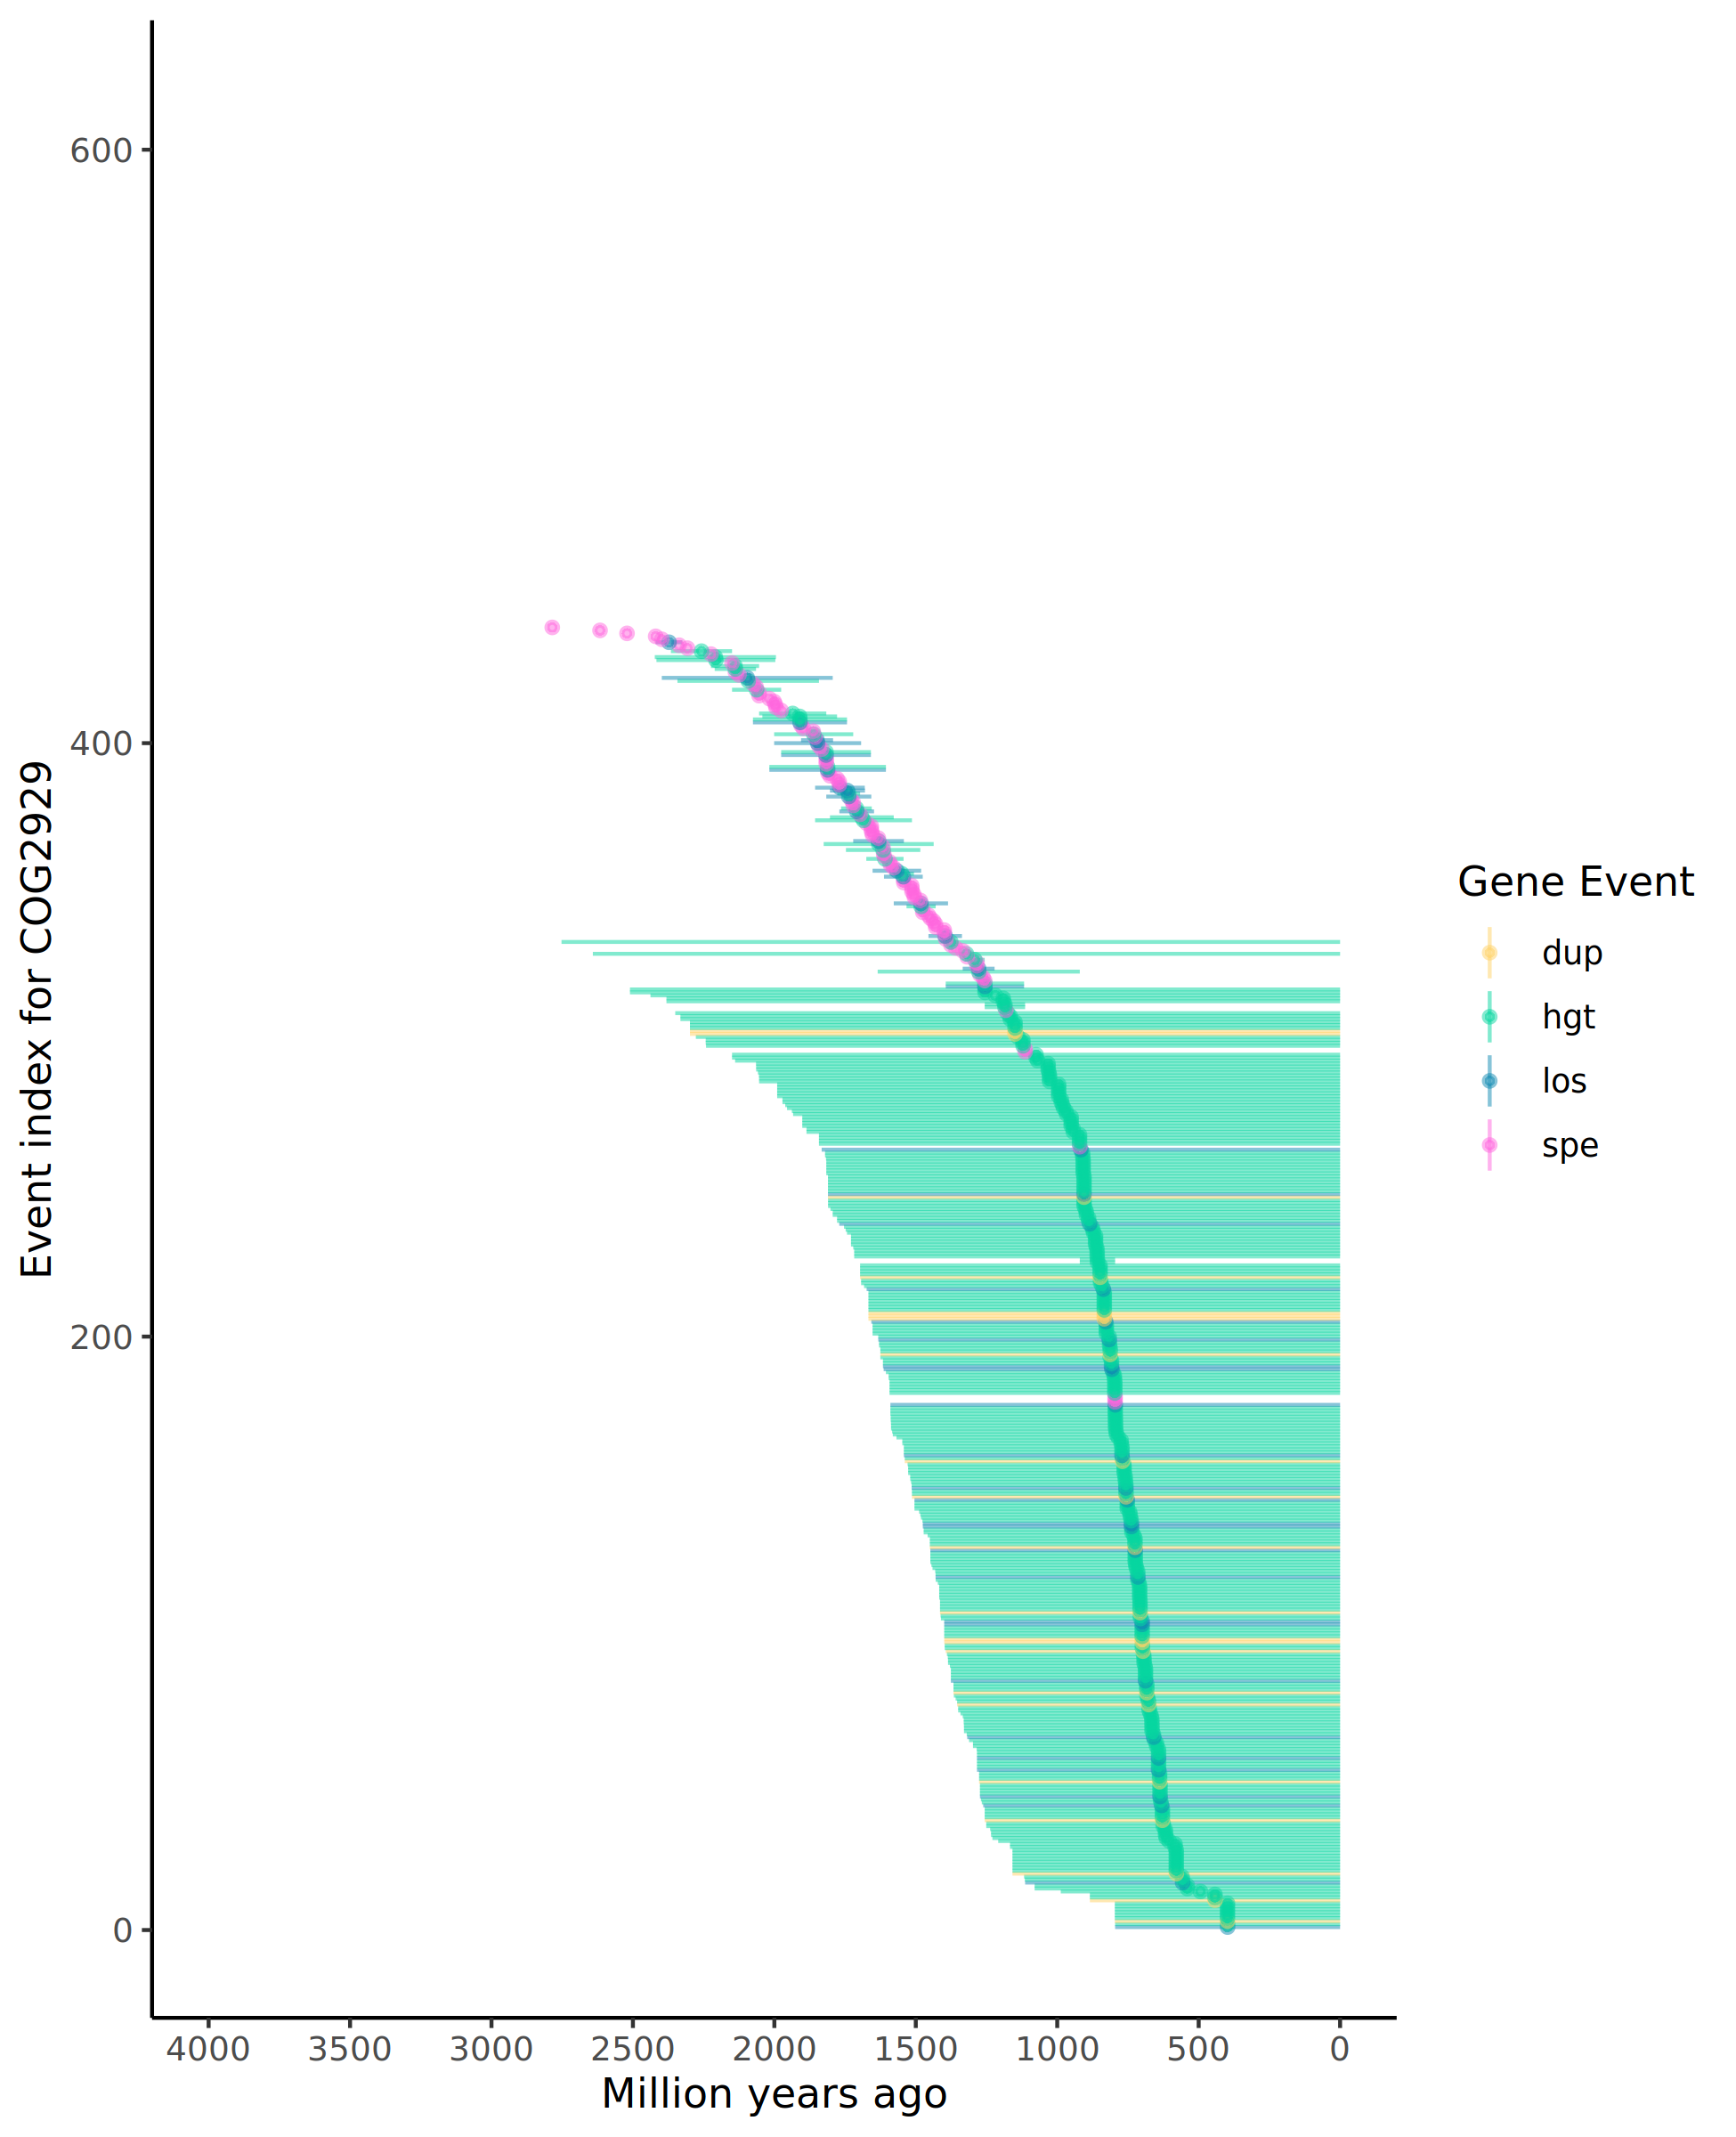 600
400
200
0
Event index for COG2929
4000 3500 3000 2500 2000 1500 1000 500 0
Million years ago
Gene Event
dup
hgt
los
spe